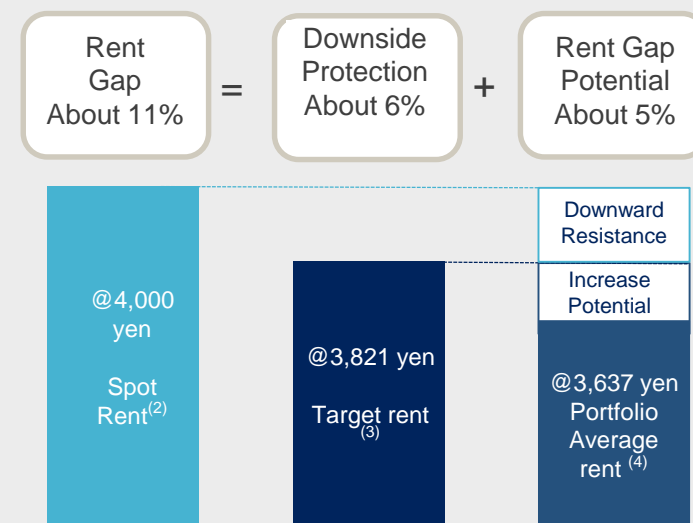 Rent
Gap
About 11%
=
Downside
Protection
About 6%
+
Rent Gap
Potential
About 5%
@4,000
yen
Spot
Rent(2)
@3,821 yen
Target rent
(3)
Downward
Resistance
Increase
Potential
@3,637 yen
Portfolio
Average
rent (4)